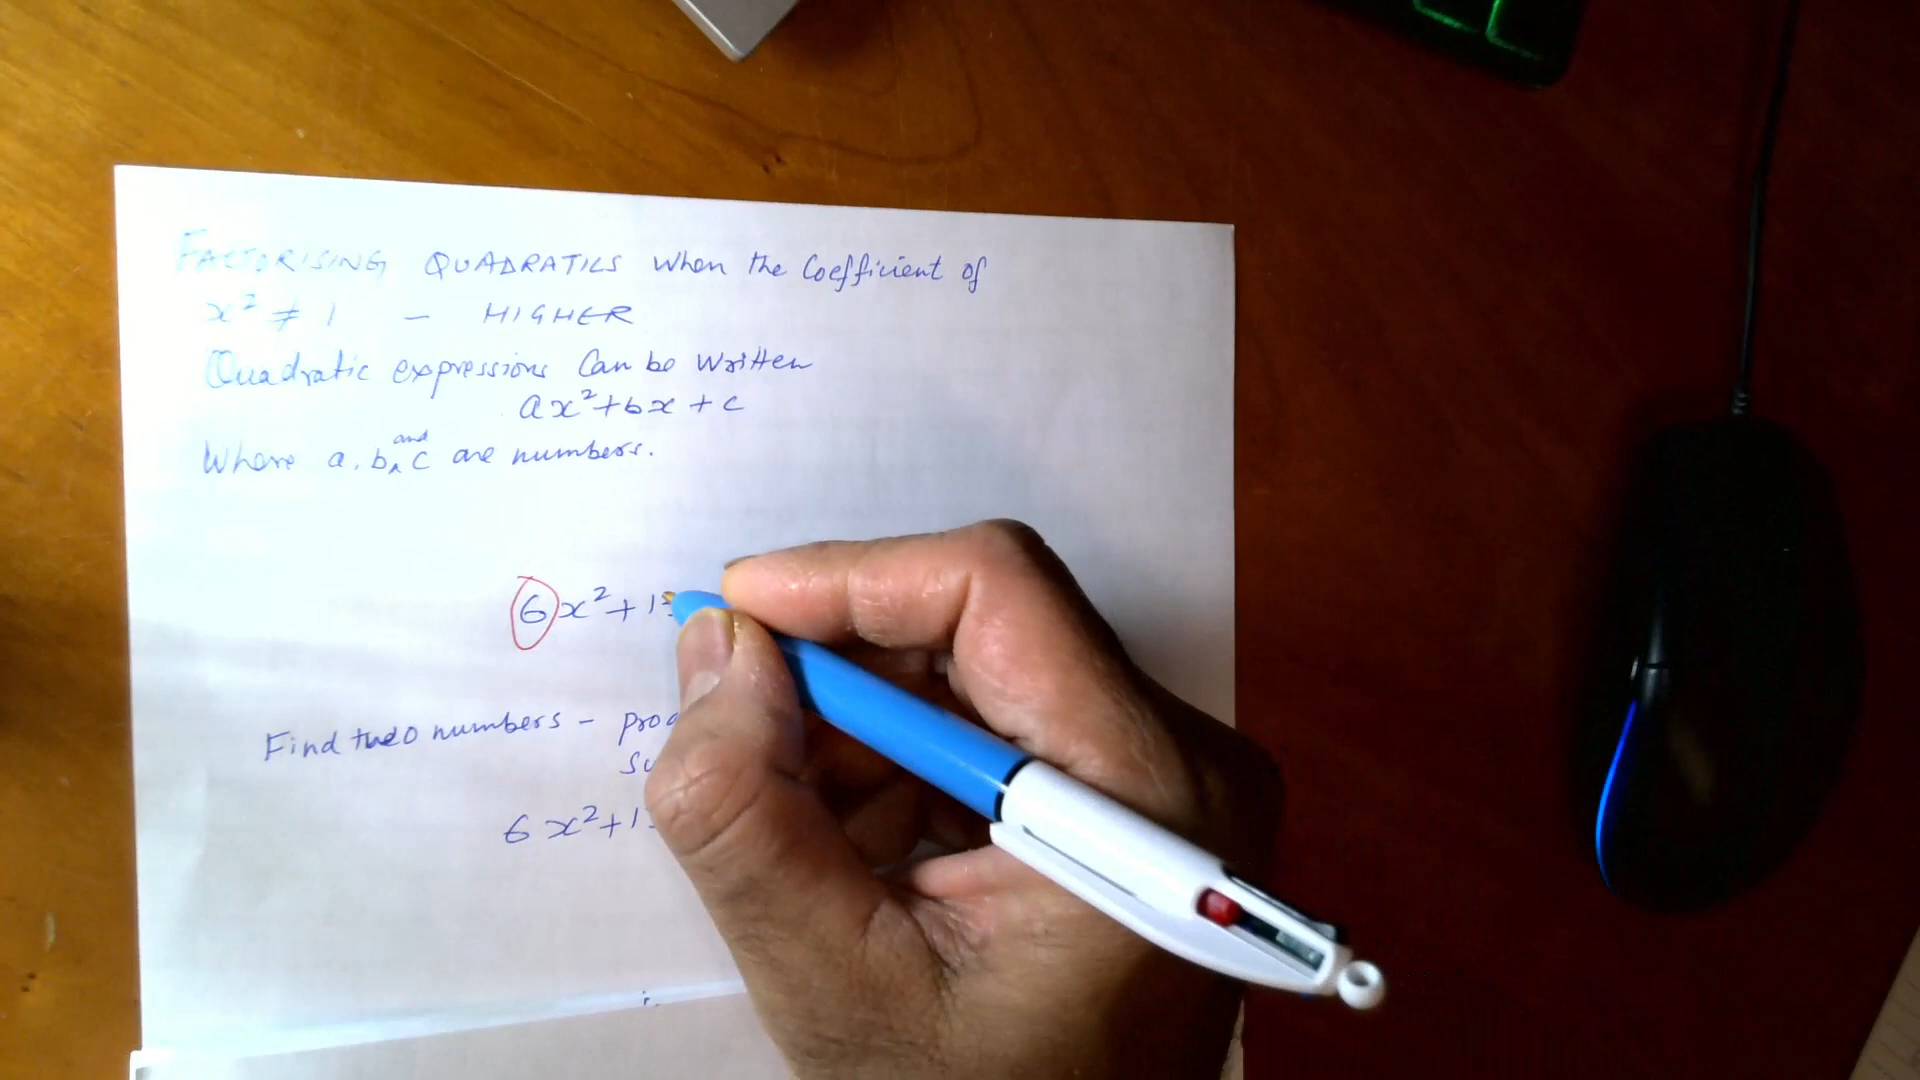 FACTORISING QUADRATICS when the Coefficient of
x² ≠ 1 – HIGHER
Quadratic expressions Can be written
ax² + bx + c
Where a, b and c are numbers.
6x² + 1
Find two numbers –
6x² + 1